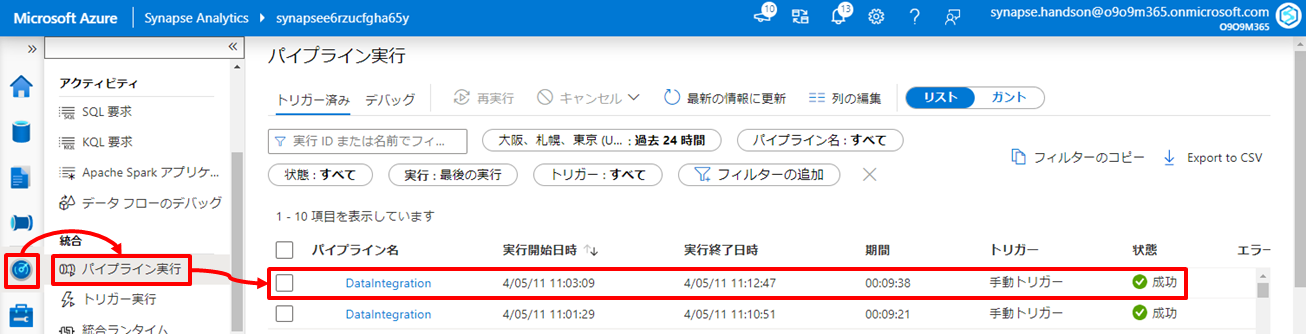 Microsoft Azure Synapse Analytics synapsee6rzucfgha65y 10 13 synapse.handson@o9o9m365.onmicrosoft.com
O9O9M365
パイプライン実行
アクティビティ
SQL 要求
KQL 要求
Apache Spark アプリケ...
データ フローのデバッグ
統合
パイプライン実行
トリガー実行
統合ランタイム
トリガー済み デバッグ 再実行 キャンセル 最新の情報に更新 列の編集 リスト ガント
実行 ID または名前でフィ... 大阪、札幌、東京 (U... : 過去 24 時間 パイプライン名 : すべて
フィルターのコピー Export to CSV
状態 : すべて 実行 : 最後の実行 トリガー : すべて フィルターの追加
1 - 10 項目を表示しています
パイプライン名 実行開始日時 ↑↓ 実行終了日時 期間 トリガー 状態 エラー
DataIntegration 4/05/11 11:03:09 4/05/11 11:12:47 00:09:38 手動トリガー 成功
DataIntegration 4/05/11 11:01:29 4/05/11 11:10:51 00:09:21 手動トリガー 成功